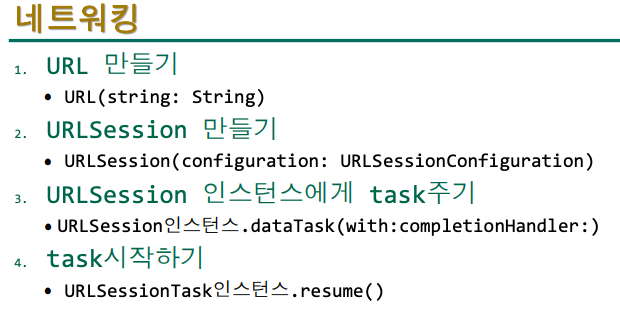 네트워킹
1. URL 만들기
• URL(string: String)
2. URLSession 만들기
• URLSession(configuration: URLSessionConfiguration)
3. URLSession 인스턴스에게 task주기
• URLSession인스턴스.dataTask(with:completionHandler:)
4. task시작하기
• URLSessionTask인스턴스.resume()